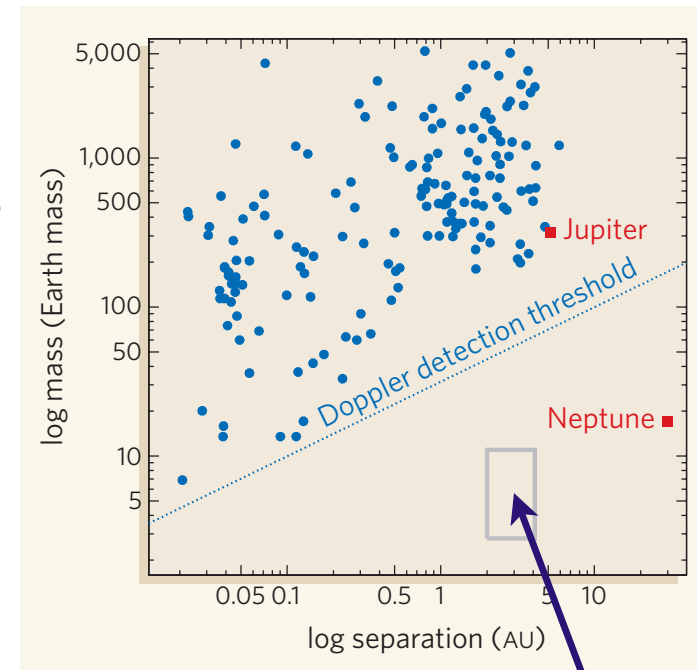 5,000
1,000
500
100
50
10
5
log mass (Earth mass)
Jupiter
Doppler detection threshold
Neptune
0.05 0.1 0.5 1 5 10
log separation (AU)